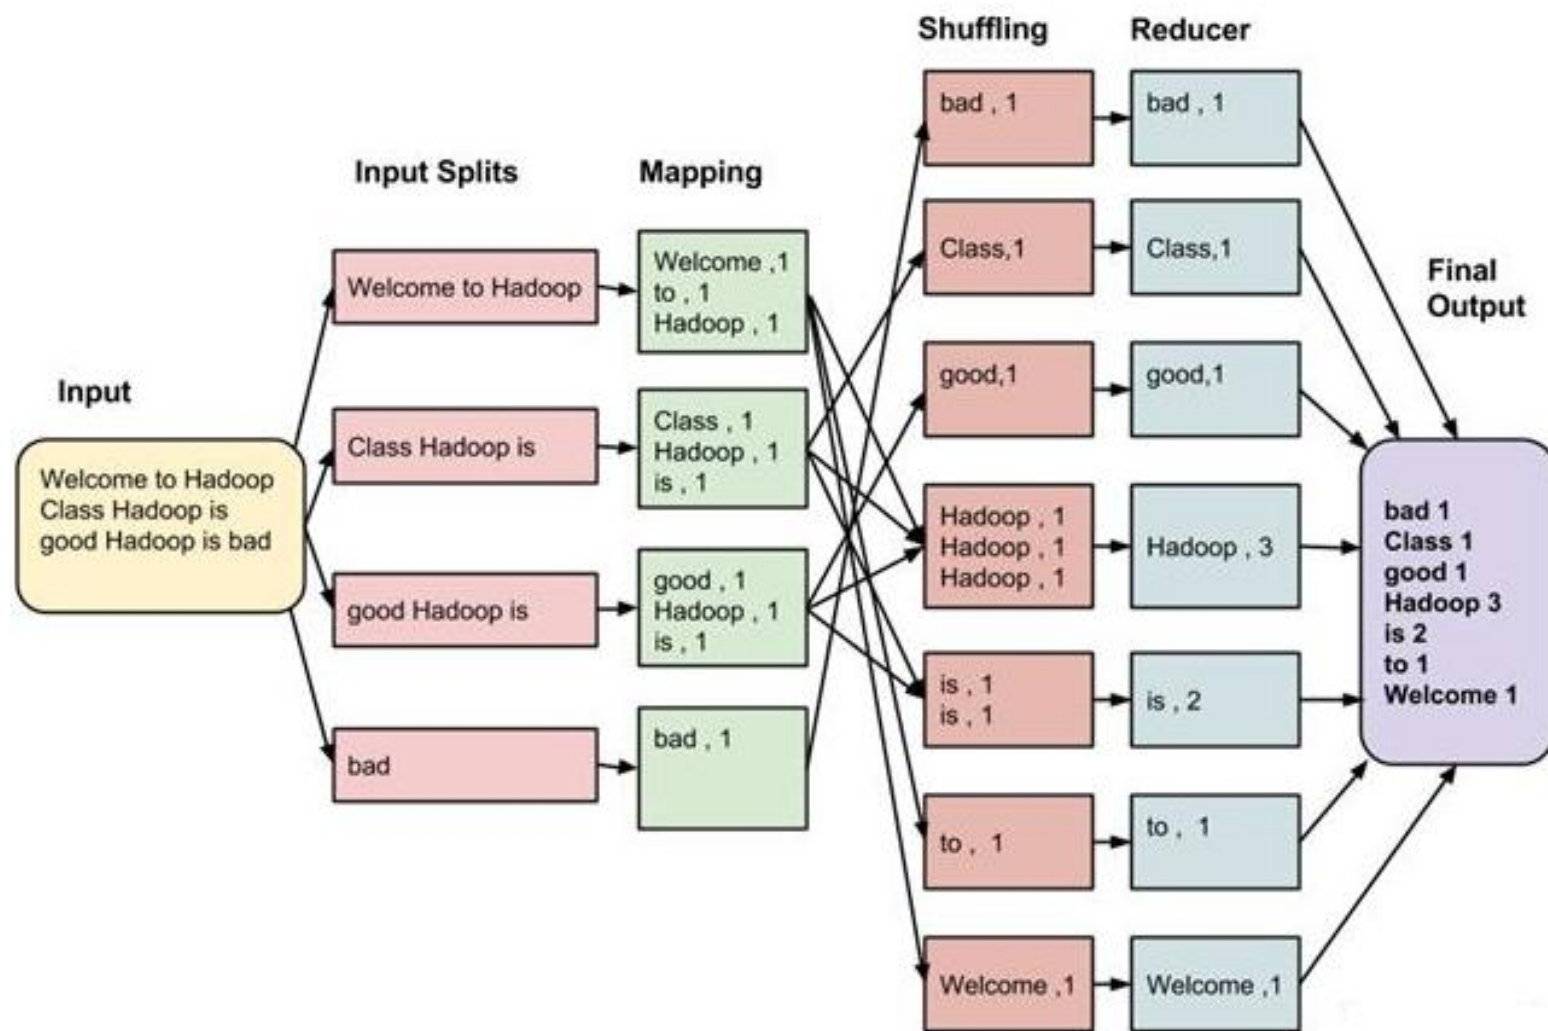 Input
Welcome to Hadoop
Class Hadoop is
good Hadoop is bad
Input Splits
Welcome to Hadoop
Class Hadoop is
good Hadoop is
bad
Mapping
Welcome ,1
to , 1
Hadoop , 1
Class , 1
Hadoop , 1
is , 1
good , 1
Hadoop , 1
is , 1
bad , 1
Shuffling
bad , 1
Class,1
good,1
Hadoop , 1
Hadoop , 1
Hadoop , 1
is , 1
is , 1
to , 1
Welcome ,1
Reducer
bad , 1
Class,1
good,1
Hadoop , 3
is , 2
to , 1
Welcome ,1
Final
Output
bad 1
Class 1
good 1
Hadoop 3
is 2
to 1
Welcome 1